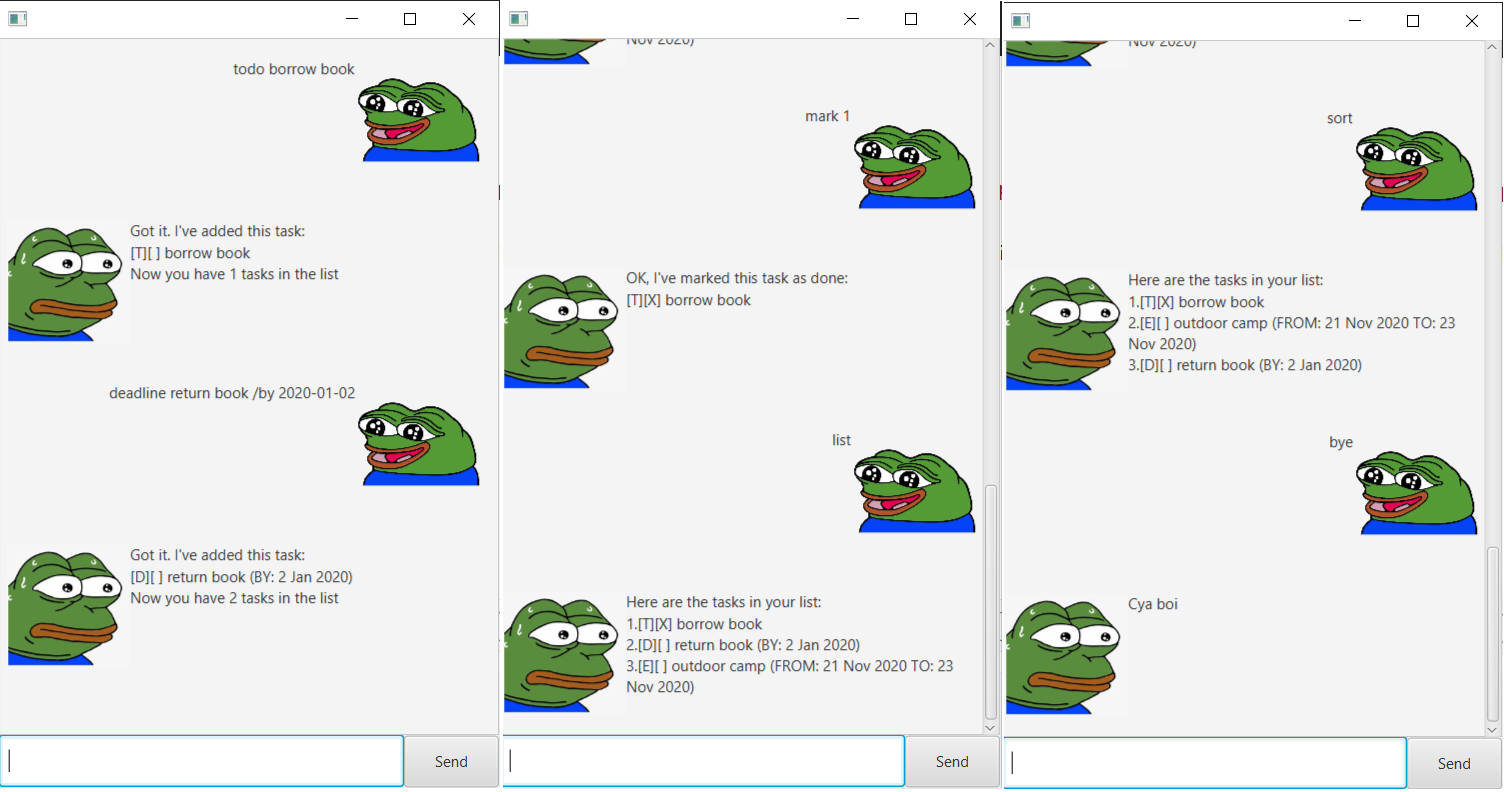 todo borrow book
Got it. I've added this task:
[T][ ] borrow book
Now you have 1 tasks in the list
deadline return book /by 2020-01-02
Got it. I've added this task:
[D][ ] return book (BY: 2 Jan 2020)
Now you have 2 tasks in the list
Send
Nov 2020)
mark 1
OK, I've marked this task as done:
[T][X] borrow book
list
Here are the tasks in your list:
1.[T][X] borrow book
2.[D][ ] return book (BY: 2 Jan 2020)
3.[E][ ] outdoor camp (FROM: 21 Nov 2020 TO: 23
Nov 2020)
Send
Nov 2020)
sort
Here are the tasks in your list:
1.[T][X] borrow book
2.[E][ ] outdoor camp (FROM: 21 Nov 2020 TO: 23
Nov 2020)
3.[D][ ] return book (BY: 2 Jan 2020)
bye
Cya boi
Send